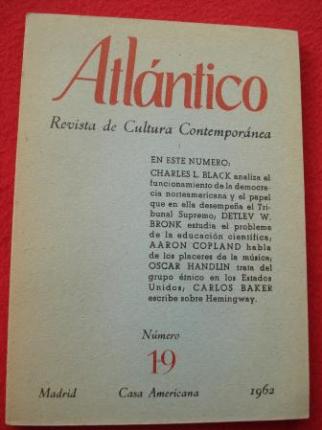 Atlántico
Revista de Cultura Contemporánea
EN ESTE NUMERO:
CHARLES L. BLACK analiza el
funcionamiento de la democra-
cia norteamericana y el papel
que en ella desempeña el Tri-
bunal Supremo; DETLEV W.
BRONK estudia el problema
de la educación científica;
AARON COPLAND habla
de los placeres de la música;
OSCAR HANDLIN trata del
grupo étnico en los Estados
Unidos; CARLOS BAKER
escribe sobre Hemingway.
Número
19
Madrid Casa Americana 1962